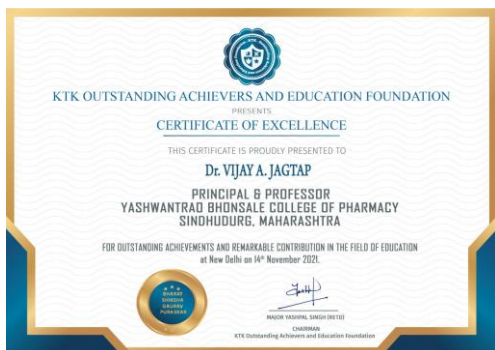 KTK OUTSTANDING ACHIEVERS AND EDUCATION FOUNDATION
PRESENTS
CERTIFICATE OF EXCELLENCE
THIS CERTIFICATE IS PROUDLY PRESENTED TO
Dr. VIJAY A. JAGTAP
PRINCIPAL & PROFESSOR
YASHWANTRAO BHONSALE COLLEGE OF PHARMACY
SINDHUDURG, MAHARASHTRA
FOR OUTSTANDING ACHIEVEMENTS AND REMARKABLE CONTRIBUTION IN THE FIELD OF EDUCATION
at New Delhi on 14th November 2021.
BHARAT
SHIKSHA
GAURAV
PURASKAR
MAJOR YASHPAL SINGH (RETD)
CHAIRMAN
KTK Outstanding Achievers and Education Foundation